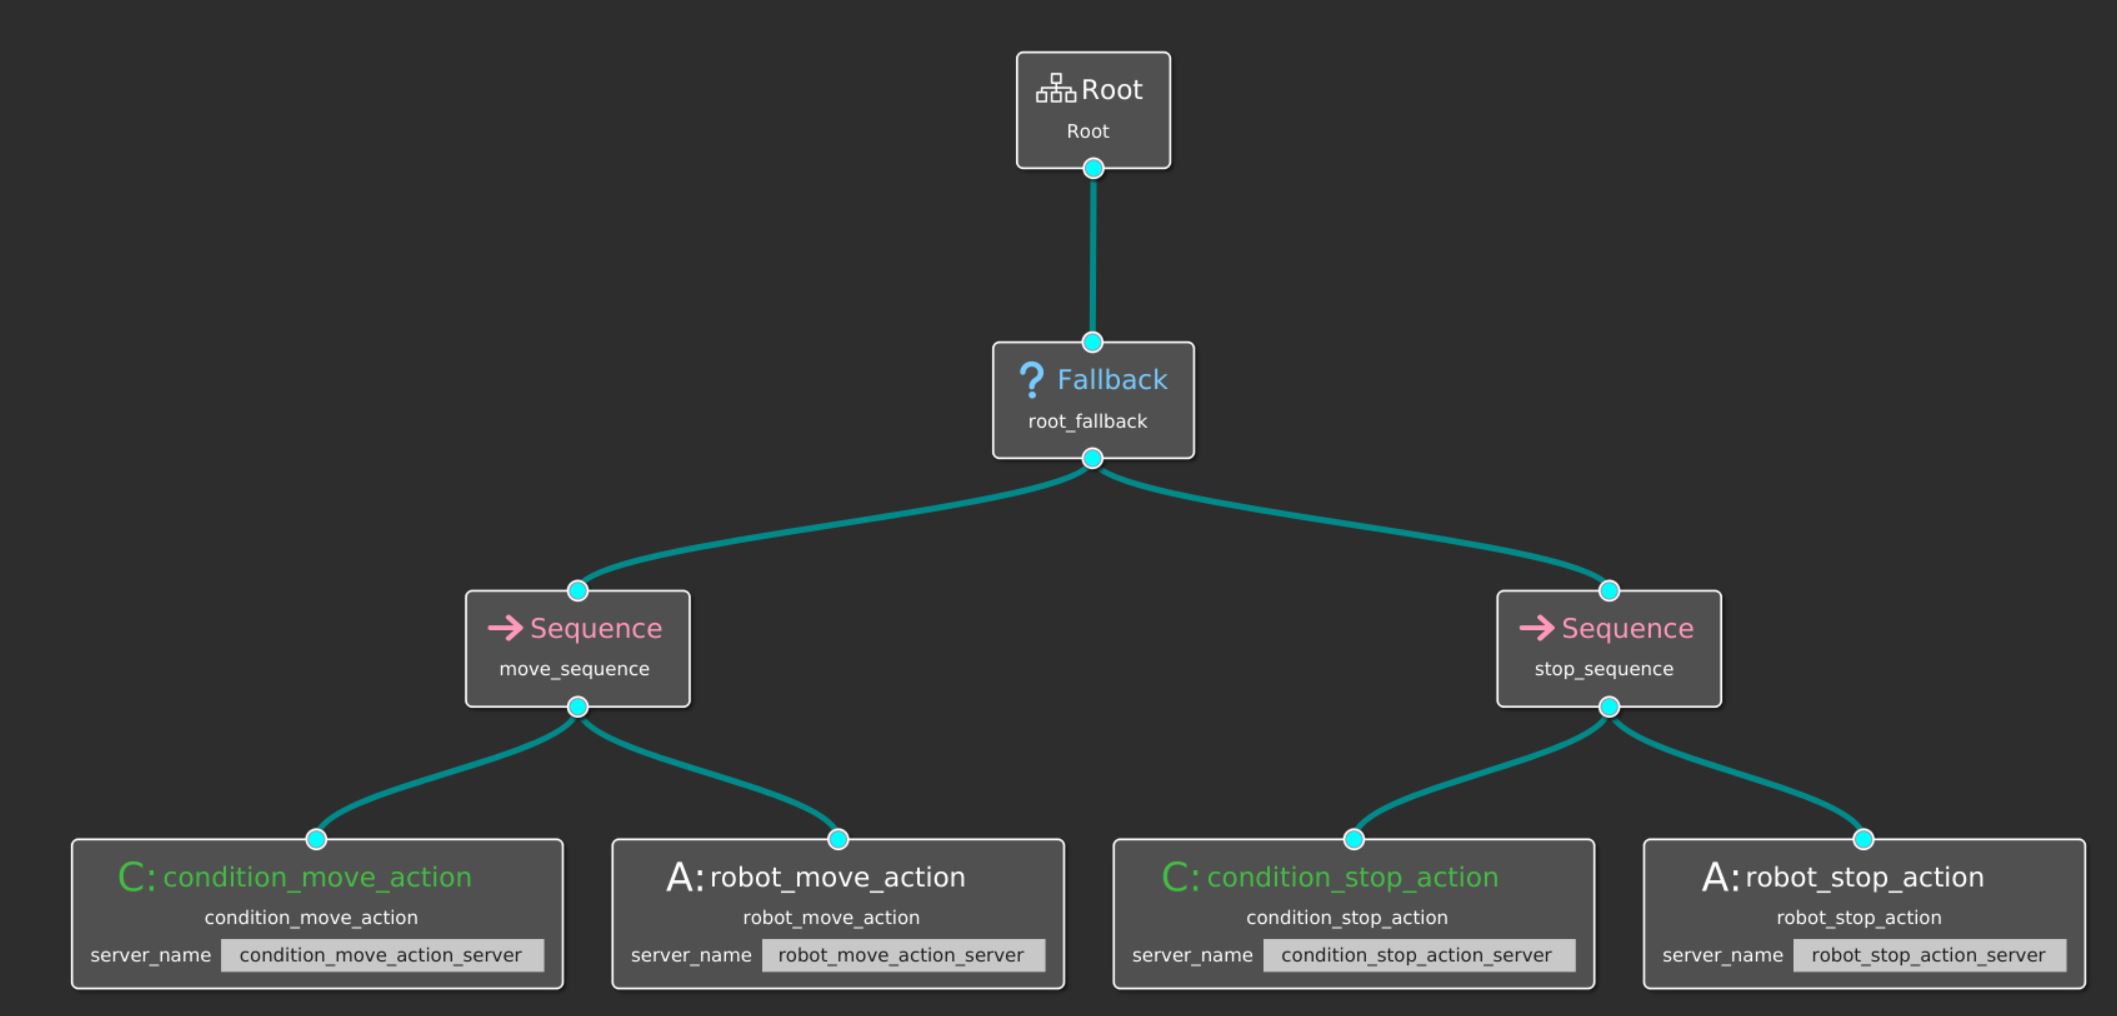 Root
Root
? Fallback
root_fallback
Sequence
move_sequence
Sequence
stop_sequence
C: condition_move_action
condition_move_action
server_name condition_move_action_server
A: robot_move_action
robot_move_action
server_name robot_move_action_server
C: condition_stop_action
condition_stop_action
server_name condition_stop_action_server
A: robot_stop_action
robot_stop_action
server_name robot_stop_action_server